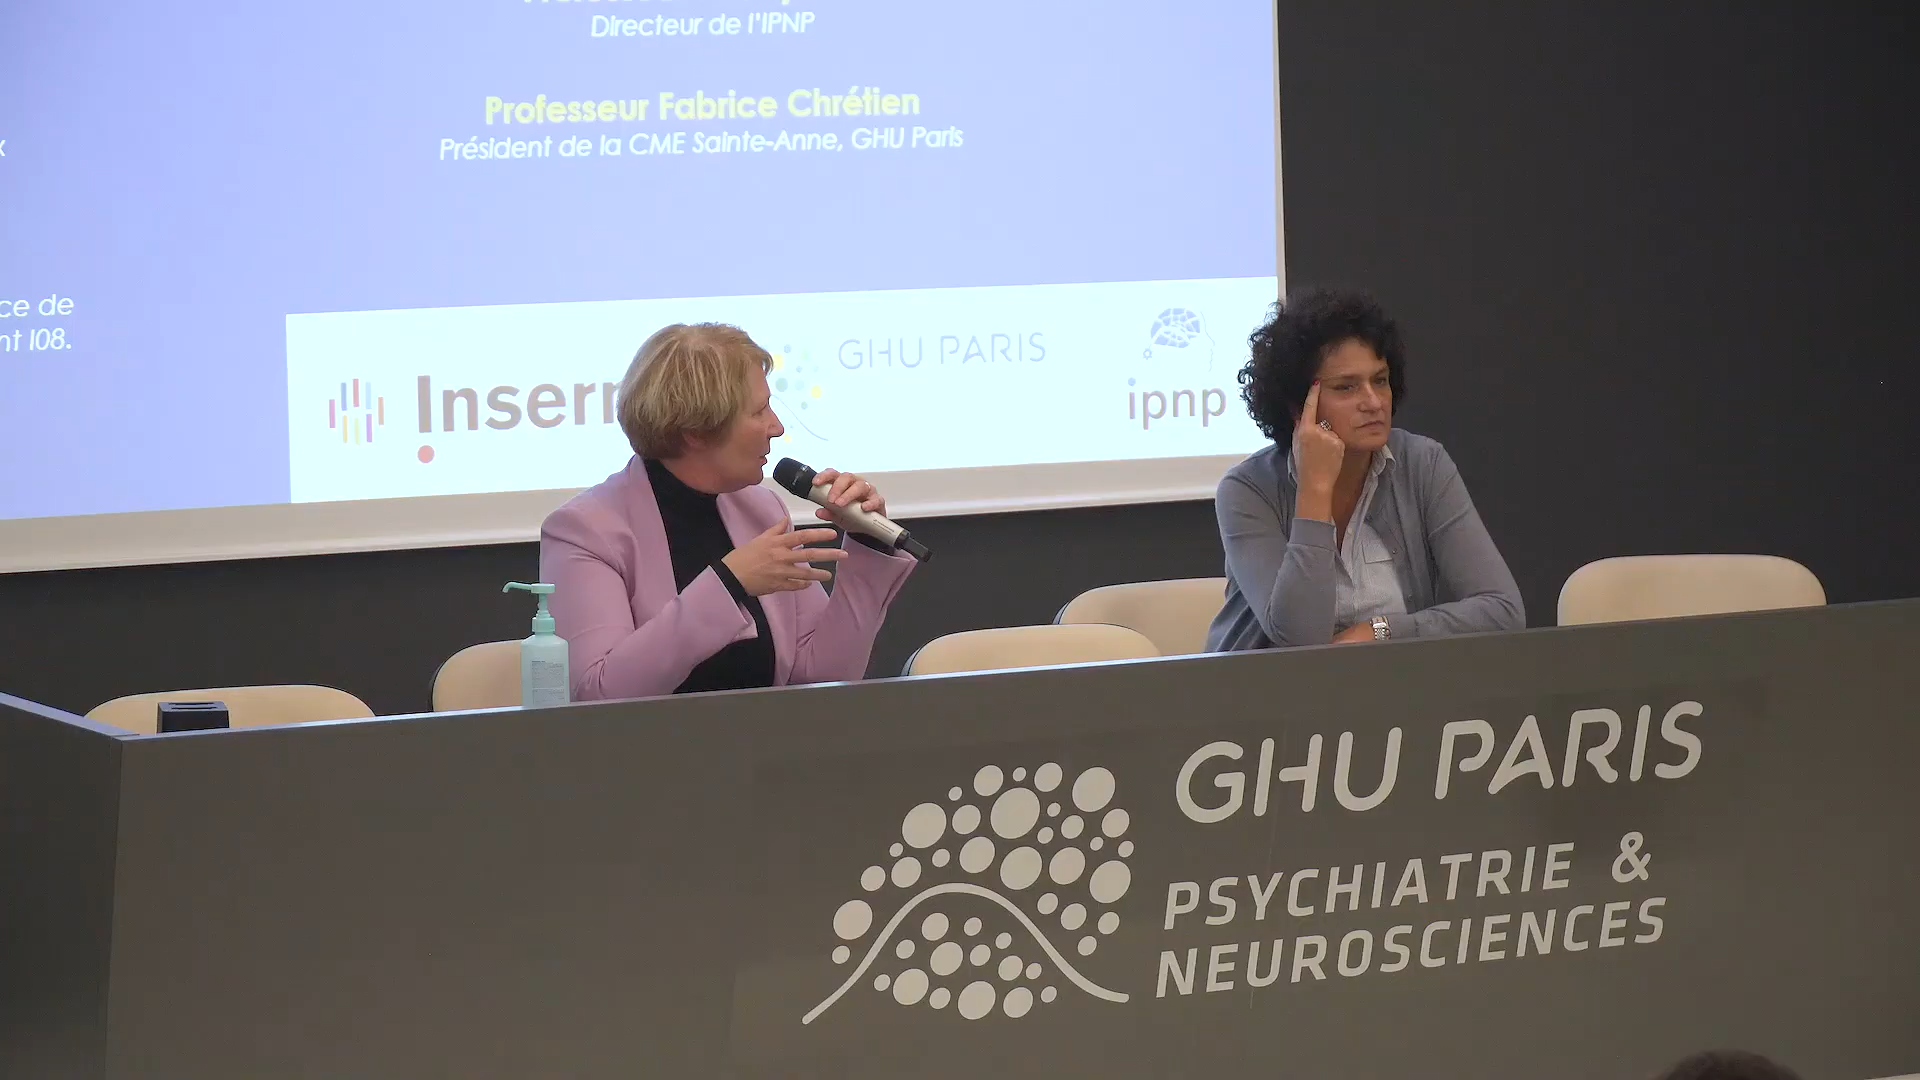 Directeur de l'IPNP
Professeur Fabrice Chrétien
Président de la CME Sainte-Anne, GHU Paris
ce de
nt 108.
Inserm
GHU PARIS
ipnp
GHU PARIS
PSYCHIATRIE &
NEUROSCIENCES